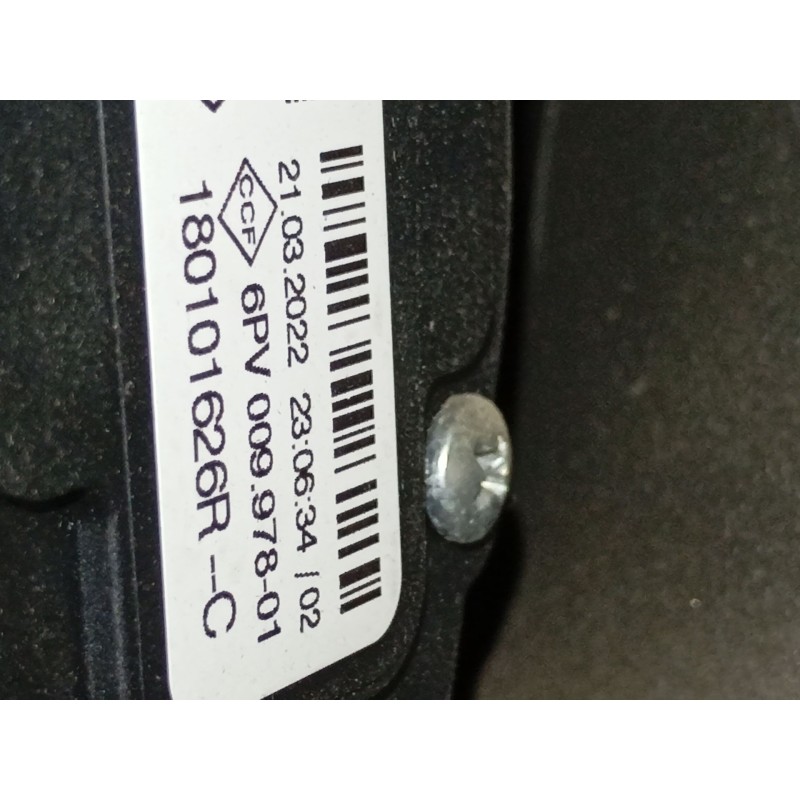 21.03.2022 23:06:34 /02
CCF 6PV 009.978-01
180101626R --C